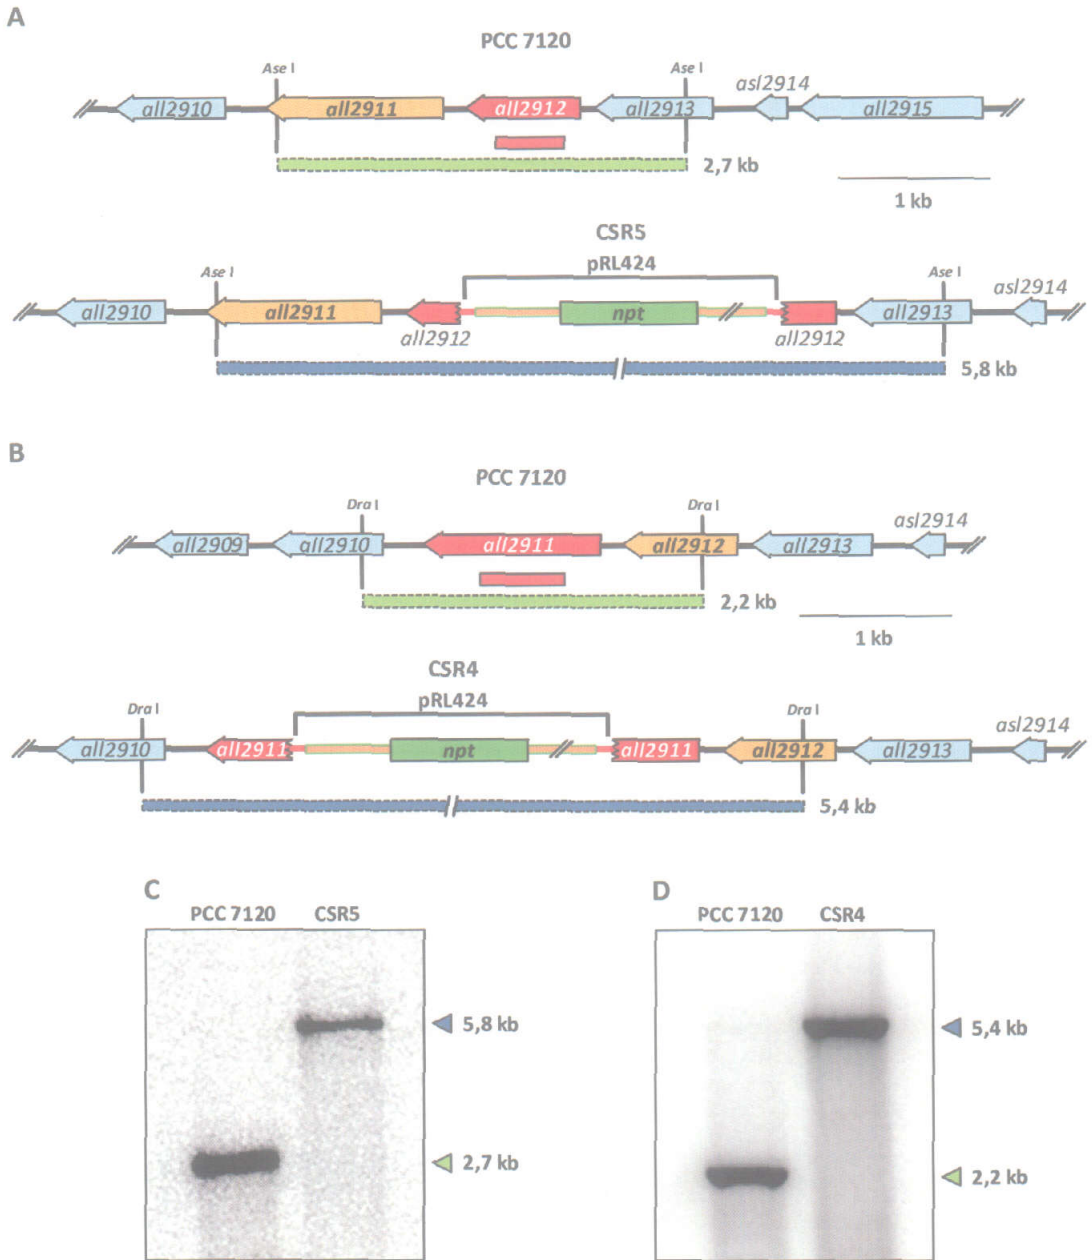 A
PCC 7120
Ase I Ase I asl2914
all2910 all2911 all2912 all2913 all2915
2,7 kb
1 kb
CSR5
pRL424
Ase I Ase I asl2914
all2910 all2911 npt all2913
all2912 all2912
5,8 kb
B
PCC 7120
Dra I Dra I asl2914
all2909 all2910 all2911 all2912 all2913
2,2 kb
1 kb
CSR4
pRL424
Dra I Dra I asl2914
all2910 all2911 npt all2911 all2912 all2913
5,4 kb
C
PCC 7120 CSR5
5,8 kb
2,7 kb
D
PCC 7120 CSR4
5,4 kb
2,2 kb